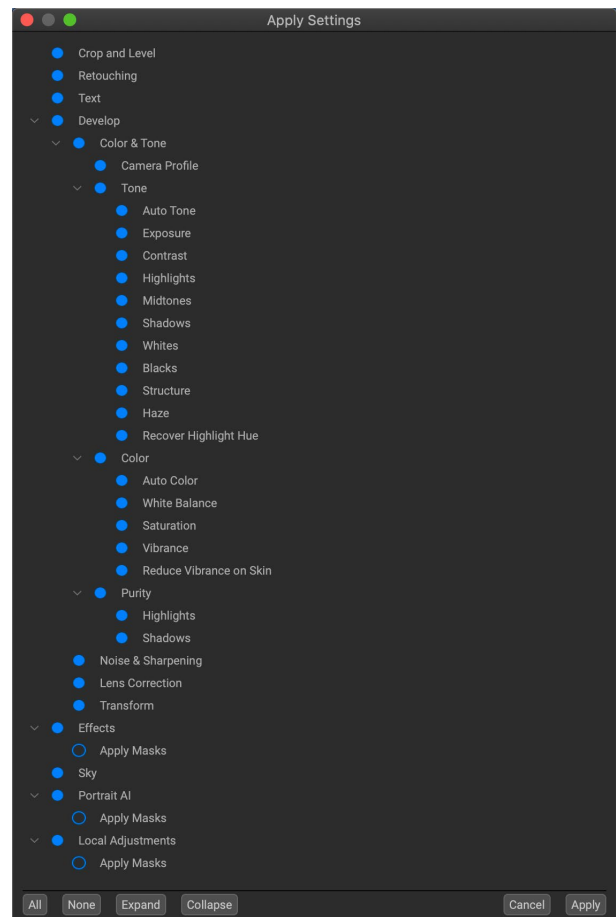 Apply Settings
Crop and Level
Retouching
Text
Develop
Color & Tone
Camera Profile
Tone
Auto Tone
Exposure
Contrast
Highlights
Midtones
Shadows
Whites
Blacks
Structure
Haze
Recover Highlight Hue
Color
Auto Color
White Balance
Saturation
Vibrance
Reduce Vibrance on Skin
Purity
Highlights
Shadows
Noise & Sharpening
Lens Correction
Transform
Effects
Apply Masks
Sky
Portrait AI
Apply Masks
Local Adjustments
Apply Masks
All None Expand Collapse Cancel Apply